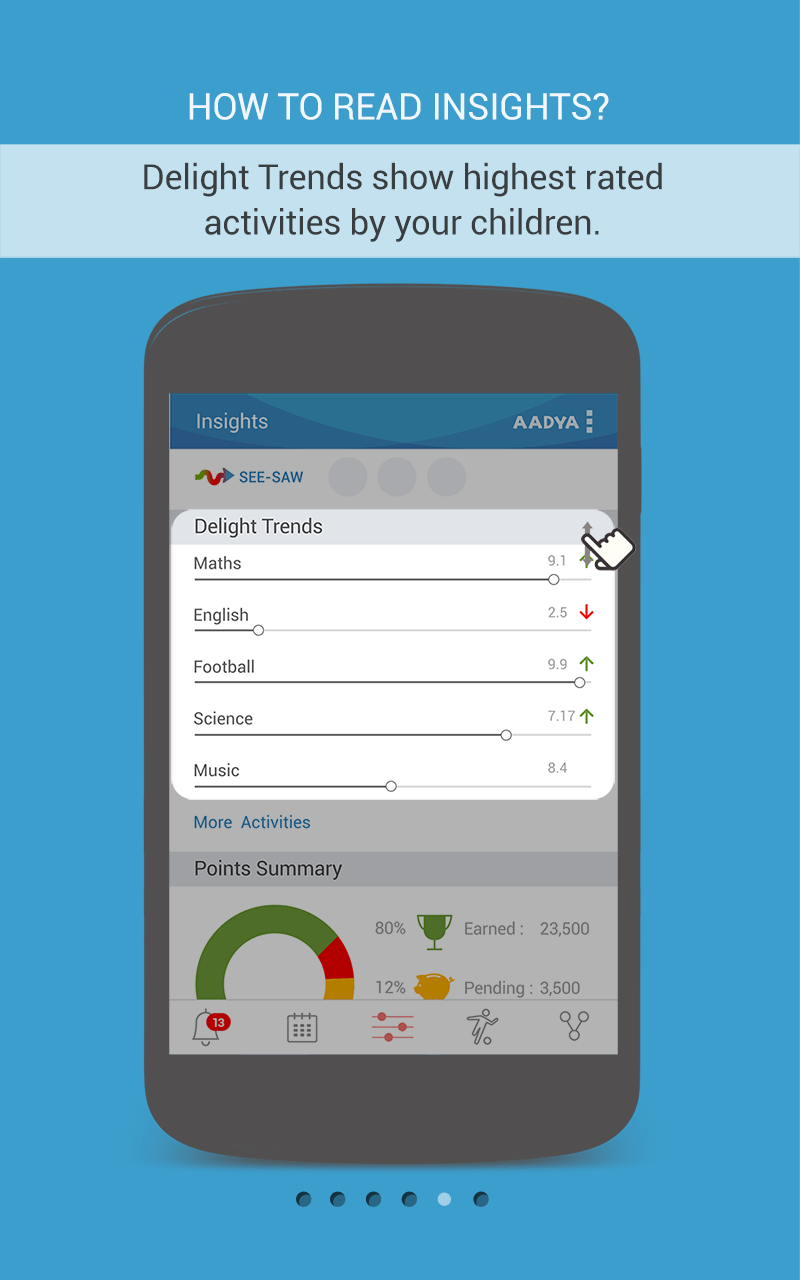 HOW TO READ INSIGHTS?
Delight Trends show highest rated
activities by your children.
Insights AADYA
SEE-SAW
Delight Trends
Maths 9.1
English 2.5
Football 9.9
Science 7.17
Music 8.4
More Activities
Points Summary
80% Earned : 23,500
12% Pending : 3,500
13